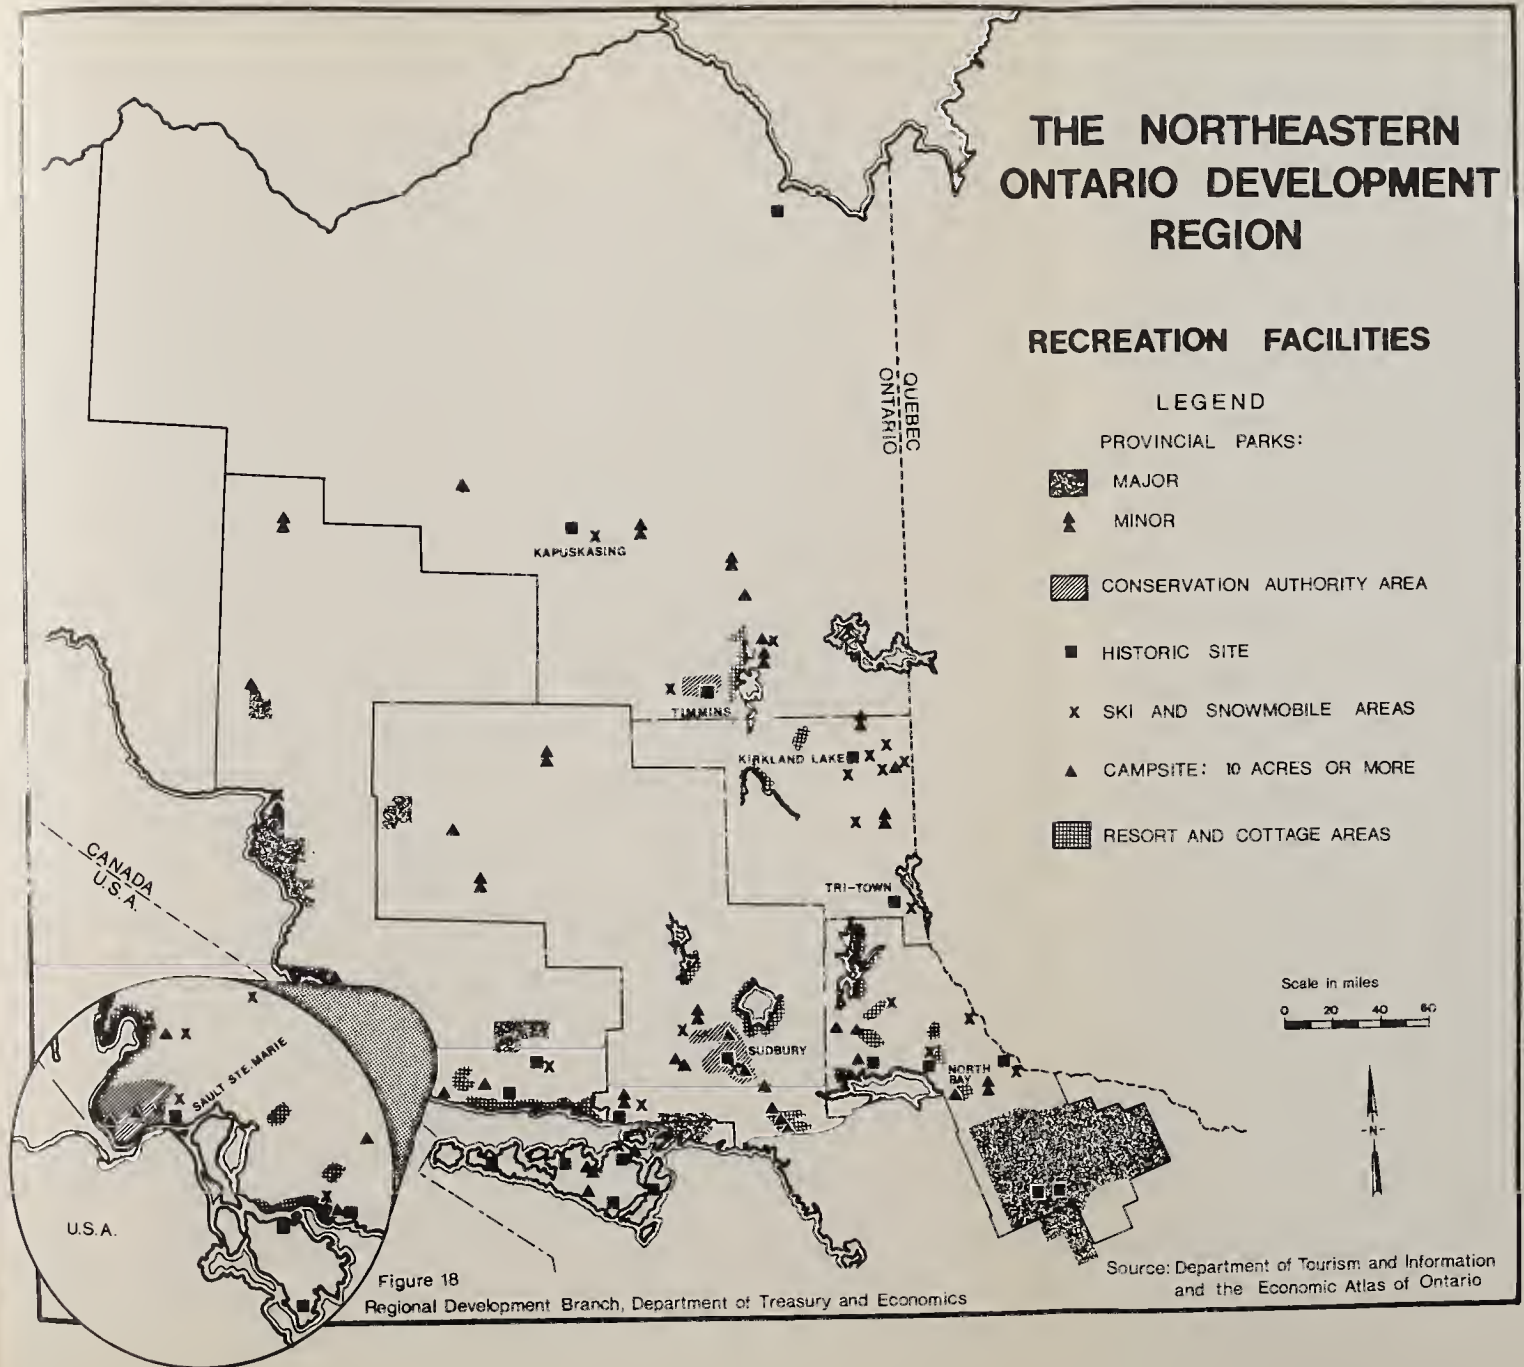 THE NORTHEASTERN
ONTARIO DEVELOPMENT
REGION
RECREATION FACILITIES
LEGEND
PROVINCIAL PARKS:
MAJOR
MINOR
CONSERVATION AUTHORITY AREA
HISTORIC SITE
X SKI AND SNOWMOBILE AREAS
CAMPSITE: 10 ACRES OR MORE
RESORT AND COTTAGE AREAS
QUEBEC
ONTARIO
KAPUSKASING
TIMMINS
KIRKLAND LAKE
TRI-TOWN
CANADA
U.S.A.
SUDBURY
NORTH
BAY
SAULT STE. MARIE
U.S.A.
Scale in miles
0 20 40 60
N
Figure 18
Regional Development Branch, Department of Treasury and Economics
Source: Department of Tourism and Information
and the Economic Atlas of Ontario